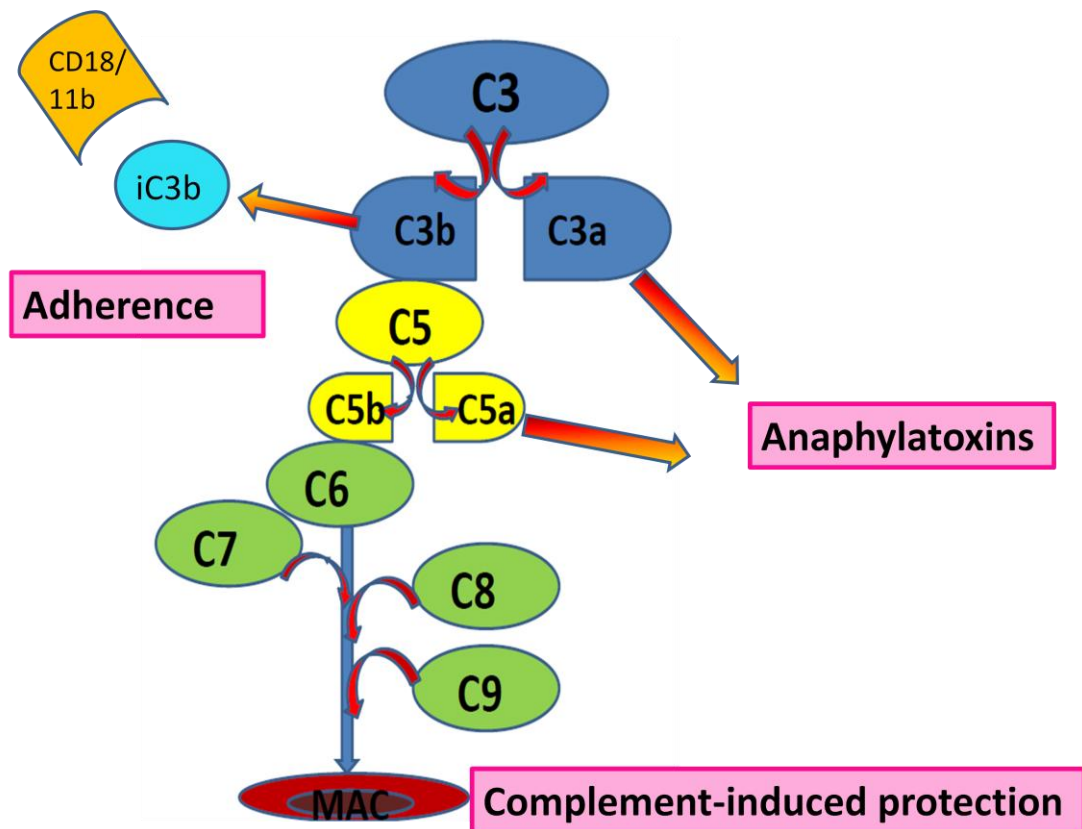 CD18/
11b
C3
iC3b
C3b
C3a
Adherence
C5
C5b
C5a
Anaphylatoxins
C6
C7
C8
C9
MAC
Complement-induced protection